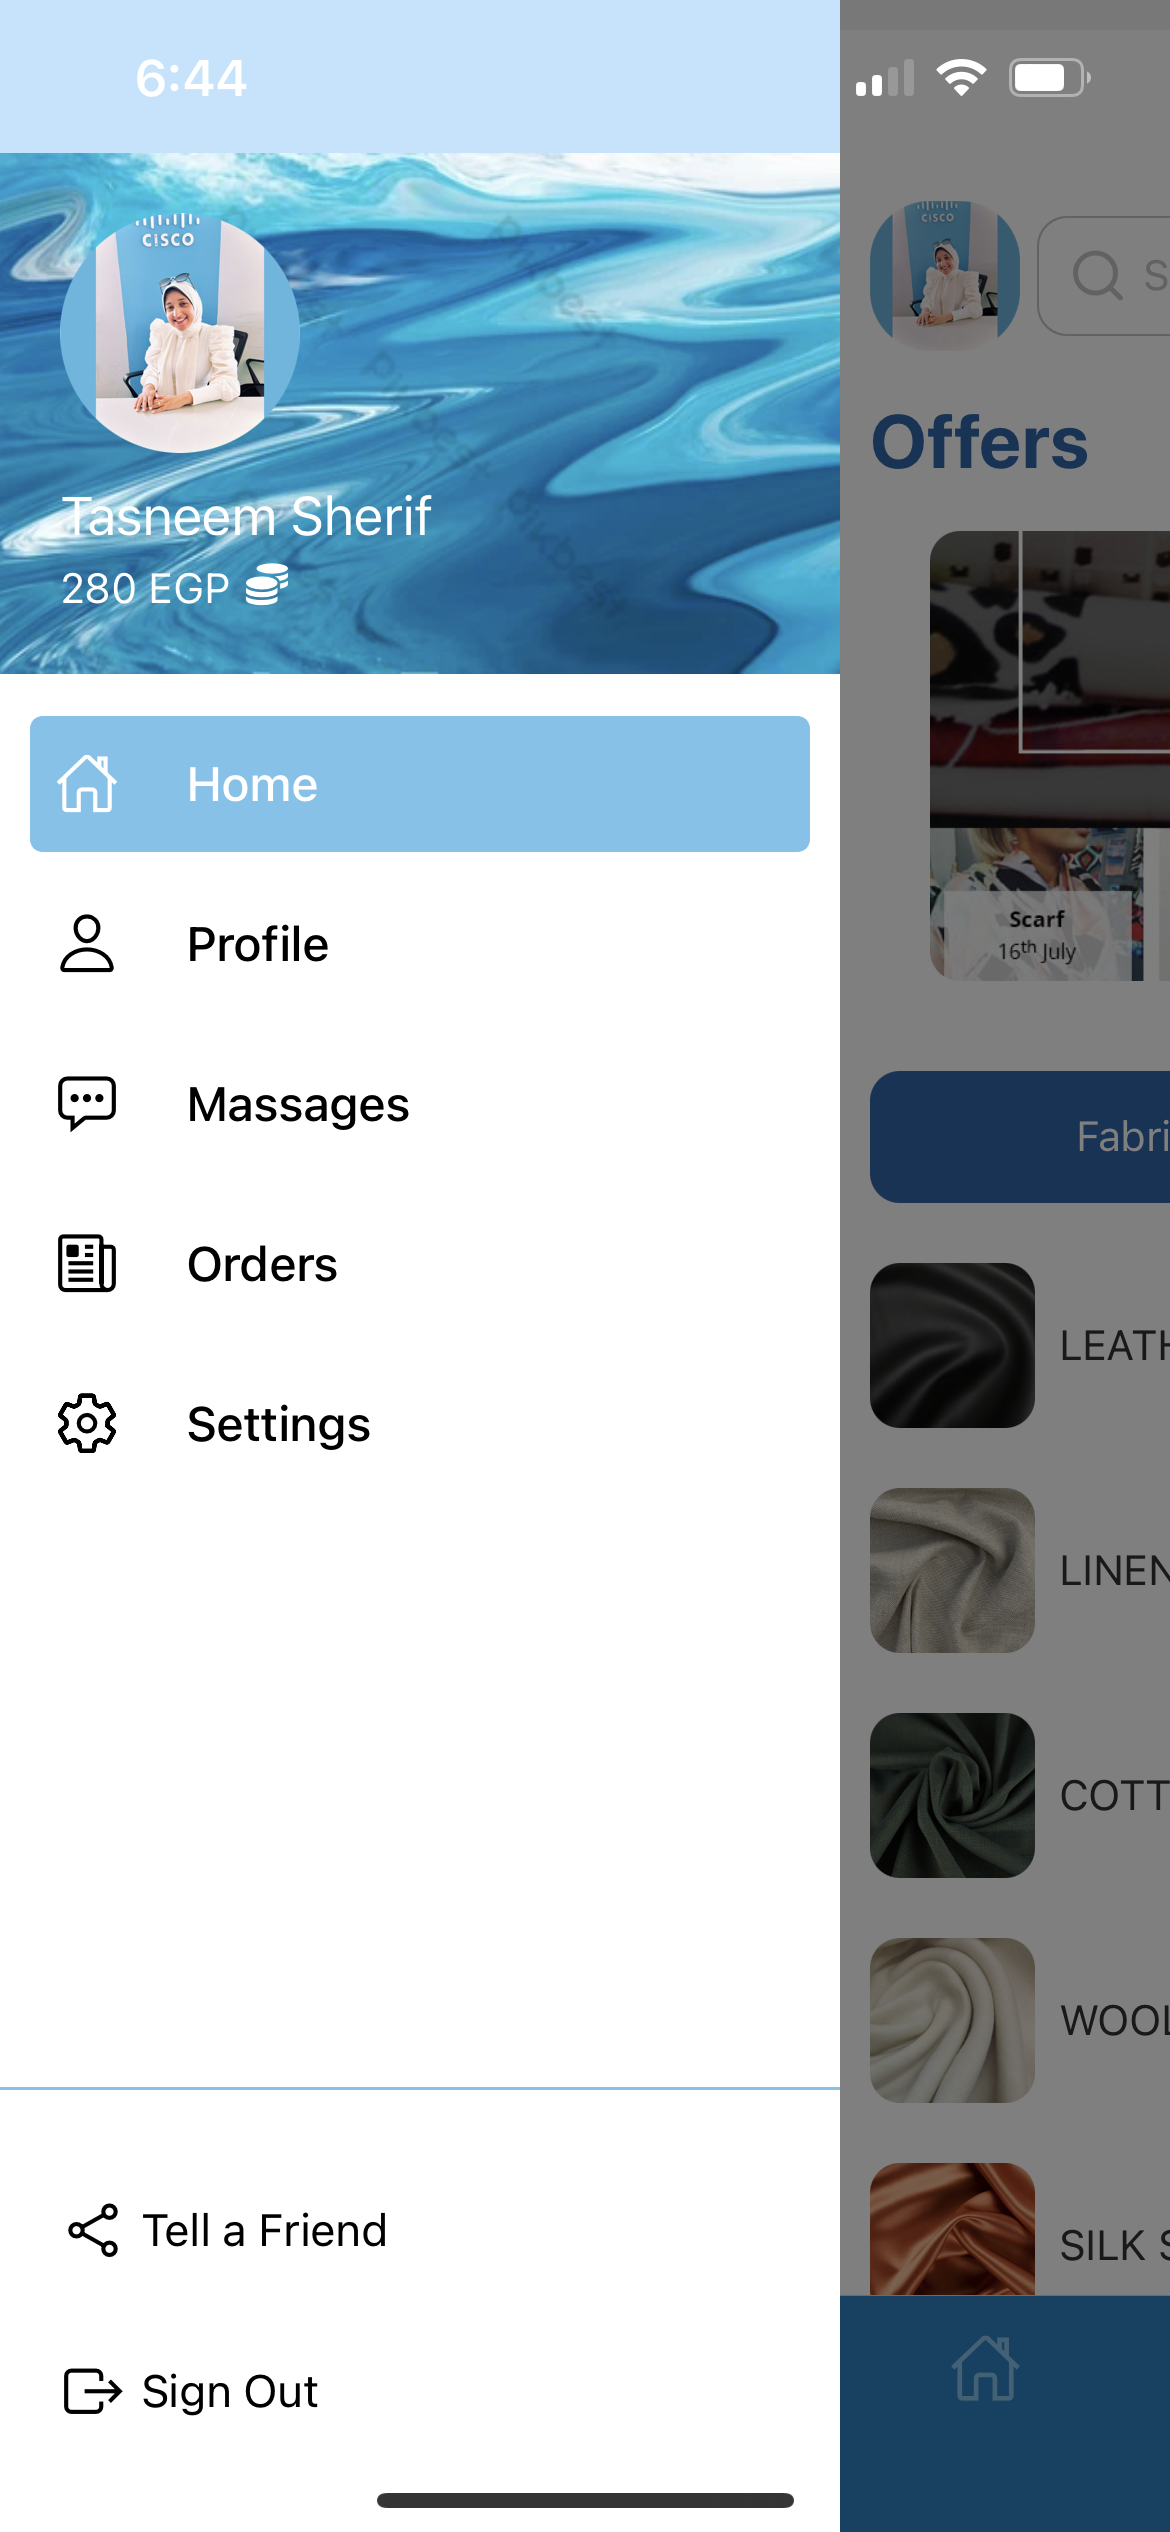 6:44
CISCO
Tasneem Sherif
280 EGP
Home
Profile
Massages
Orders
Settings
Tell a Friend
Sign Out
CISCO
S
Offers
Scarf
16th July
Fabri
LEATH
LINEN
COTT
WOOL
SILK S